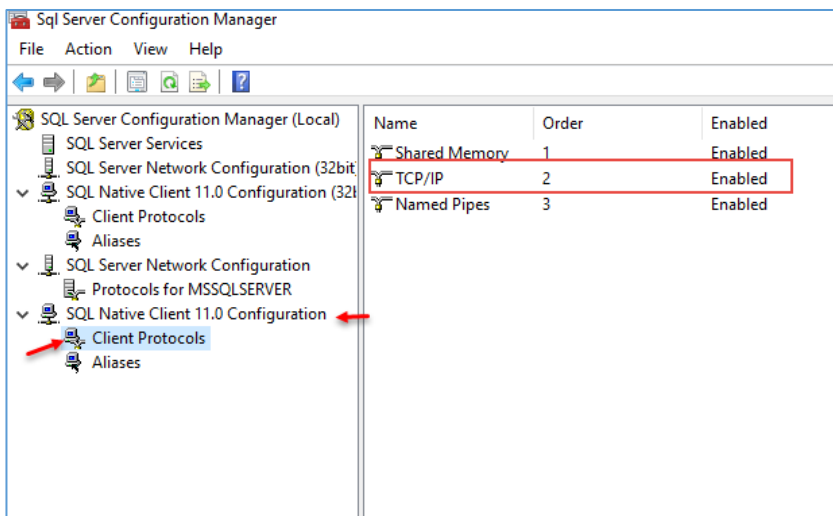 Sql Server Configuration Manager
File Action View Help
SQL Server Configuration Manager (Local)
SQL Server Services
SQL Server Network Configuration (32bit
SQL Native Client 11.0 Configuration (32b
Client Protocols
Aliases
SQL Server Network Configuration
Protocols for MSSQLSERVER
SQL Native Client 11.0 Configuration
Client Protocols
Aliases
Name Order Enabled
Shared Memory 1 Enabled
TCP/IP 2 Enabled
Named Pipes 3 Enabled